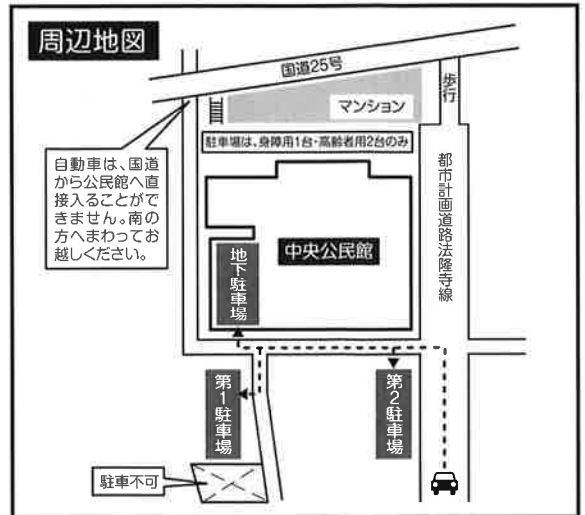 周辺地図
国道25号
マンション
歩行
駐車場は、身障用1台・高齢者用2台のみ
自動車は、国道
から公民館へ直
接入ることがで
きません。南の
方へまわってお
越しください。
都市計画道路法隆寺線
中央公民館
地下駐車場
第1駐車場
第2駐車場
駐車不可